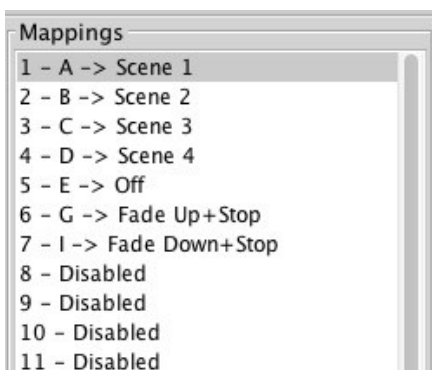 Mappings
1 - A -> Scene 1
2 - B -> Scene 2
3 - C -> Scene 3
4 - D -> Scene 4
5 - E -> Off
6 - G -> Fade Up+Stop
7 - I -> Fade Down+Stop
8 - Disabled
9 - Disabled
10 - Disabled
11 - Disabled